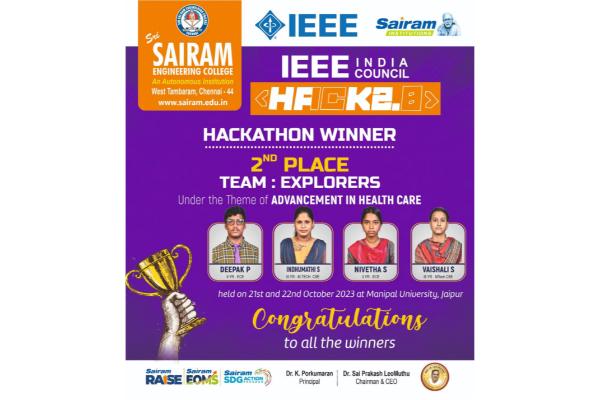 IEEE
Sairam
INSTITUTIONS
Sri
SAIRAM
ENGINEERING COLLEGE
An Autonomous Institution
West Tambaram, Chennai - 44
www.sairam.edu.in
IEEE INDIA COUNCIL
<HACK2.0>
HACKATHON WINNER
2ND PLACE
TEAM : EXPLORERS
Under the Theme of ADVANCEMENT IN HEALTH CARE
DEEPAK P
INDHUMATHI S
NIVETHA S
VAISHALI S
held on 21st and 22nd October 2023 at Manipal University, Jaipur
Congratulations
to all the winners
Sairam
RAISE
Sairam
EOMS
Sairam
SDG ACTION
Dr. K. Porkumaran
Principal
Dr. Sai Prakash LeoMuthu
Chairman & CEO